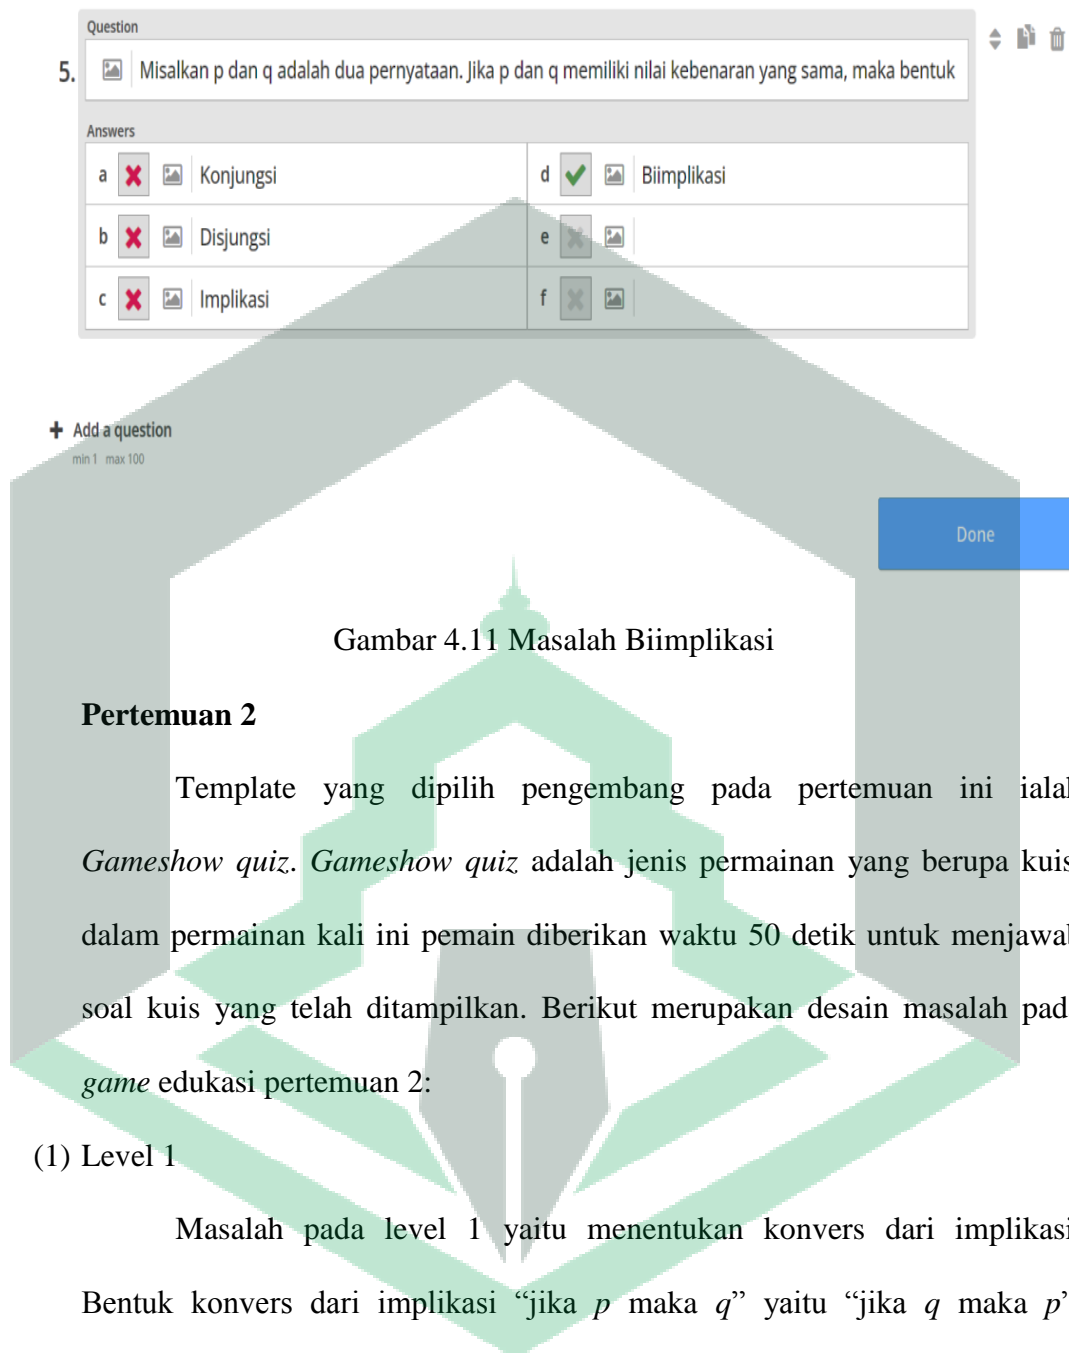 Question
5. Misalkan p dan q adalah dua pernyataan. Jika p dan q memiliki nilai kebenaran yang sama, maka bentuk
Answers
a Konjungsi
d Biimplikasi
b Disjungsi
e
c Implikasi
f
+ Add a question
min 1 max 100
Done
Gambar 4.11 Masalah Biimplikasi
Pertemuan 2
Template yang dipilih pengembang pada pertemuan ini ialah
Gameshow quiz. Gameshow quiz adalah jenis permainan yang berupa kuis
dalam permainan kali ini pemain diberikan waktu 50 detik untuk menjawab
soal kuis yang telah ditampilkan. Berikut merupakan desain masalah pad
game edukasi pertemuan 2:
(1) Level 1
Masalah pada level 1 yaitu menentukan konvers dari implikasi
Bentuk konvers dari implikasi “jika p maka q” yaitu “jika q maka p”